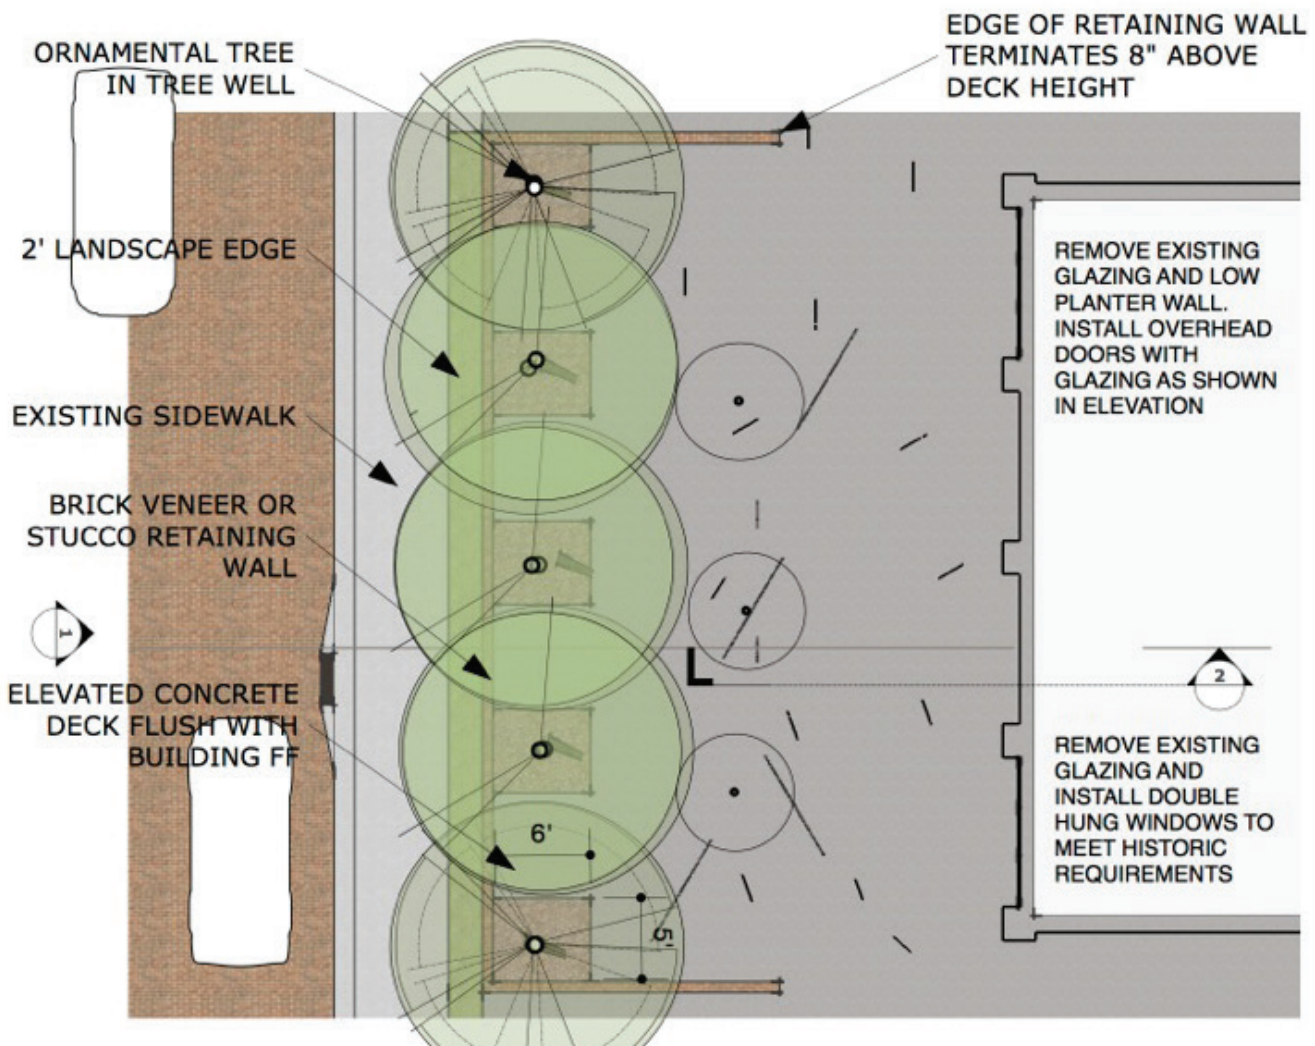 ORNAMENTAL TREE
IN TREE WELL
EDGE OF RETAINING WALL
TERMINATES 8" ABOVE
DECK HEIGHT
2' LANDSCAPE EDGE
REMOVE EXISTING
GLAZING AND LOW
PLANTER WALL.
INSTALL OVERHEAD
DOORS WITH
GLAZING AS SHOWN
IN ELEVATION
EXISTING SIDEWALK
BRICK VENEER OR
STUCCO RETAINING
WALL
1
2
ELEVATED CONCRETE
DECK FLUSH WITH
BUILDING FF
REMOVE EXISTING
GLAZING AND
INSTALL DOUBLE
HUNG WINDOWS TO
MEET HISTORIC
REQUIREMENTS
6'
5'